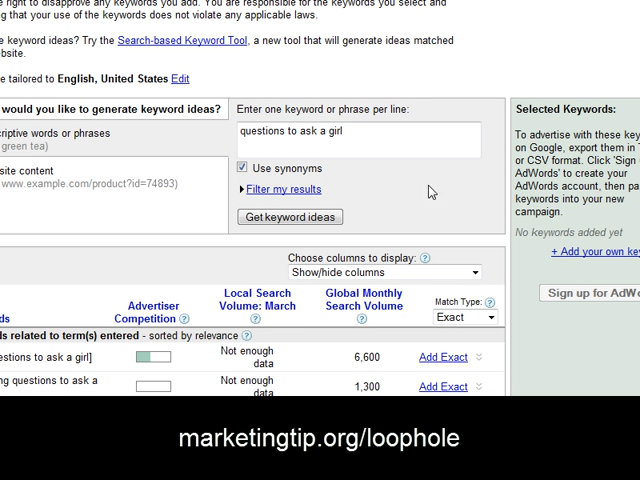 e right to disapprove any keywords you add. You are responsible for the keywords you select and
ng that your use of the keywords does not violate any applicable laws.
e keyword ideas? Try the Search-based Keyword Tool, a new tool that will generate ideas matched
bsite.
e tailored to English, United States Edit
would you like to generate keyword ideas?
criptive words or phrases
green tea)
site content
www.example.com/product?id=74893)
Enter one keyword or phrase per line:
questions to ask a girl
Use synonyms
Filter my results
Get keyword ideas
Selected Keywords:
To advertise with these key
on Google, export them in T
or CSV format. Click 'Sign
AdWords' to create your
AdWords account, then pa
keywords into your new
campaign.
No keywords added yet
+ Add your own key
Sign up for AdWo
Choose columns to display: ?
Show/hide columns
ds
Advertiser Competition ?
Local Search Volume: March ?
Global Monthly Search Volume ?
Match Type: ?
Exact
ds related to term(s) entered - sorted by relevance ?
estions to ask a girl] Not enough data 6,600 Add Exact
ng questions to ask a Not enough data 1,300 Add Exact
marketingtip.org/loophole